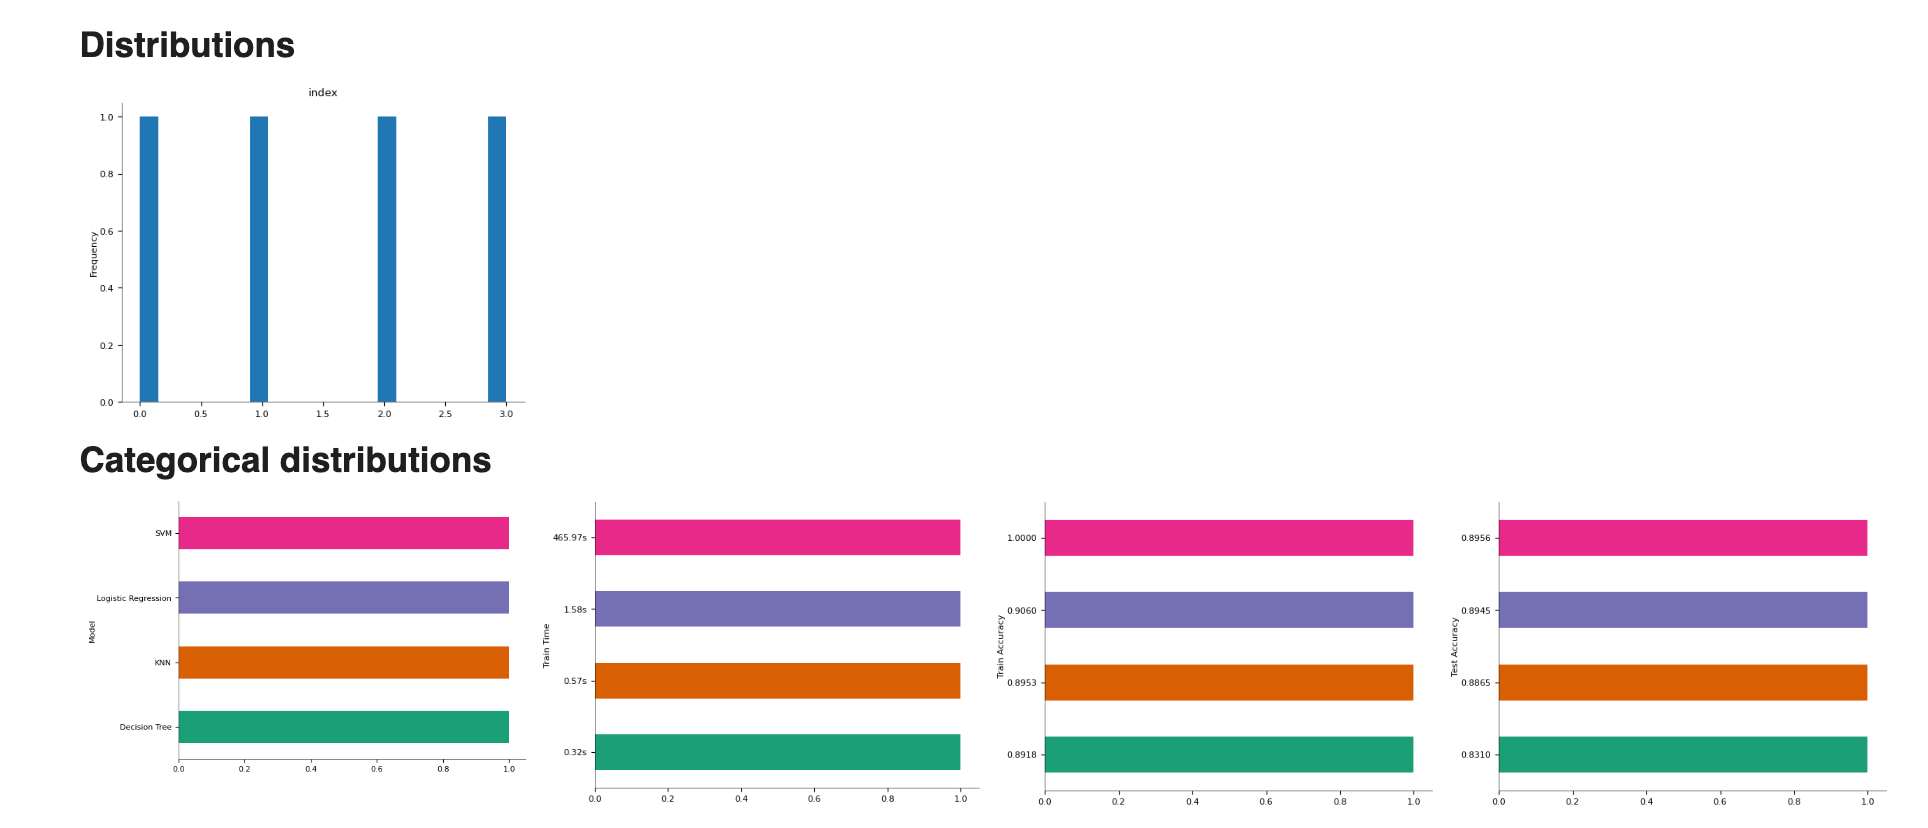 Distributions
index
Frequency
1.0
0.8
0.6
0.4
0.2
0.0
0.0 0.5 1.0 1.5 2.0 2.5 3.0
Categorical distributions
Model
SVM
Logistic Regression
KNN
Decision Tree
0.0 0.2 0.4 0.6 0.8 1.0
Train Time
465.97s
1.58s
0.57s
0.32s
0.0 0.2 0.4 0.6 0.8 1.0
Train Accuracy
1.0000
0.9060
0.8953
0.8918
0.0 0.2 0.4 0.6 0.8 1.0
Test Accuracy
0.8956
0.8945
0.8865
0.8310
0.0 0.2 0.4 0.6 0.8 1.0